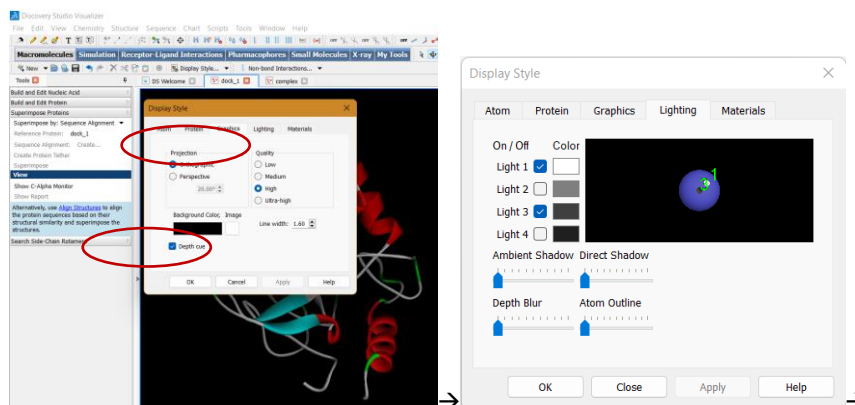 Discovery Studio Visualizer
File Edit View Chemistry Structure Sequence Chart Scripts Tools Window Help
Macromolecules Simulation Receptor-Ligand Interactions Pharmacophores Small Molecules X-ray My Tools
New Display Style... Non-bond Interactions...
Tools DS Welcome dock_1 complex
Build and Edit Nucleic Acid
Build and Edit Protein
Superimpose Proteins
Superimpose by: Sequence Alignment
Reference Protein: dock_1
Sequence Alignment: Create...
Create Protein Tether
Superimpose
View
Show C-Alpha Monitor
Show Report
Alternatively, use Align Structures to align
the protein sequences based on their
structural similarity and superimpose the
structures.
Search Side-Chain Rotamers
Display Style
Atom Protein Graphics Lighting Materials
Projection Quality
Orthographic Low
Perspective Medium
20.00° High
Ultra-high
Background Color, Image
Line width: 1.60
Depth cue
OK Cancel Apply Help
→
Display Style
Atom Protein Graphics Lighting Materials
On / Off Color
Light 1
Light 2
Light 3
Light 4
1
3
Ambient Shadow Direct Shadow
Depth Blur Atom Outline
OK Close Apply Help